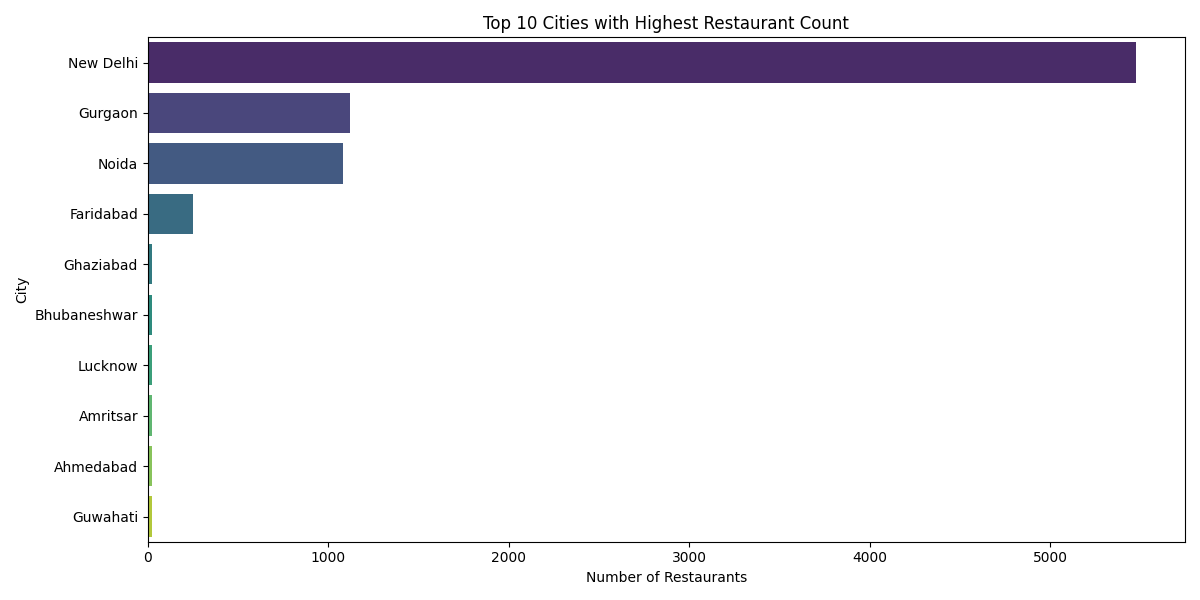 Top 10 Cities with Highest Restaurant Count
New Delhi
Gurgaon
Noida
Faridabad
Ghaziabad
Bhubaneshwar
Lucknow
Amritsar
Ahmedabad
Guwahati
City
0 1000 2000 3000 4000 5000
Number of Restaurants